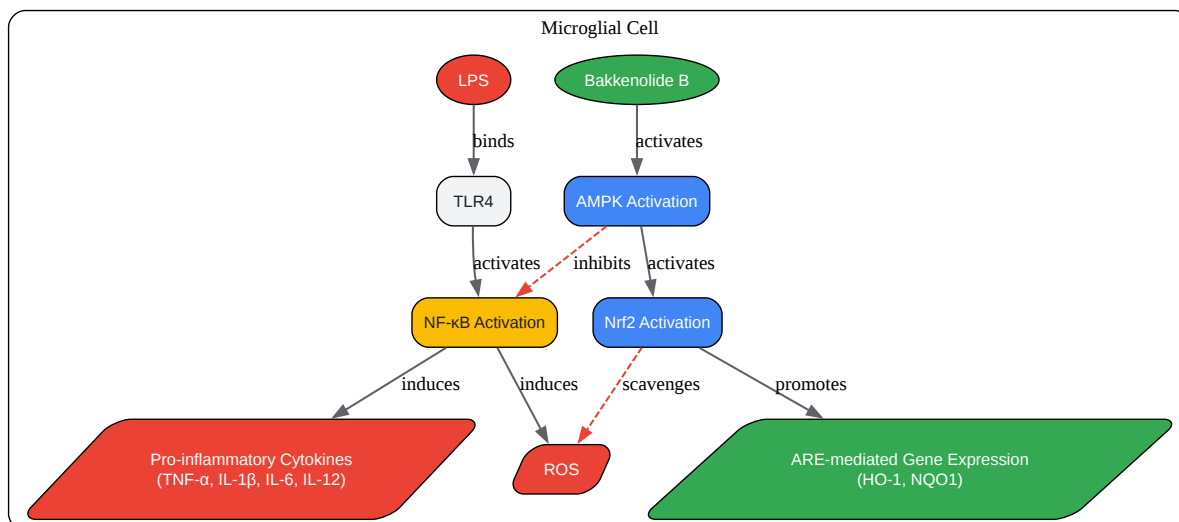 Microglial Cell
LPS
Bakkenolide B
binds
activates
TLR4
AMPK Activation
activates
inhibits
activates
NF-κB Activation
Nrf2 Activation
induces
induces
scavenges
promotes
Pro-inflammatory Cytokines
(TNF-α, IL-1β, IL-6, IL-12)
ROS
ARE-mediated Gene Expression
(HO-1, NQO1)